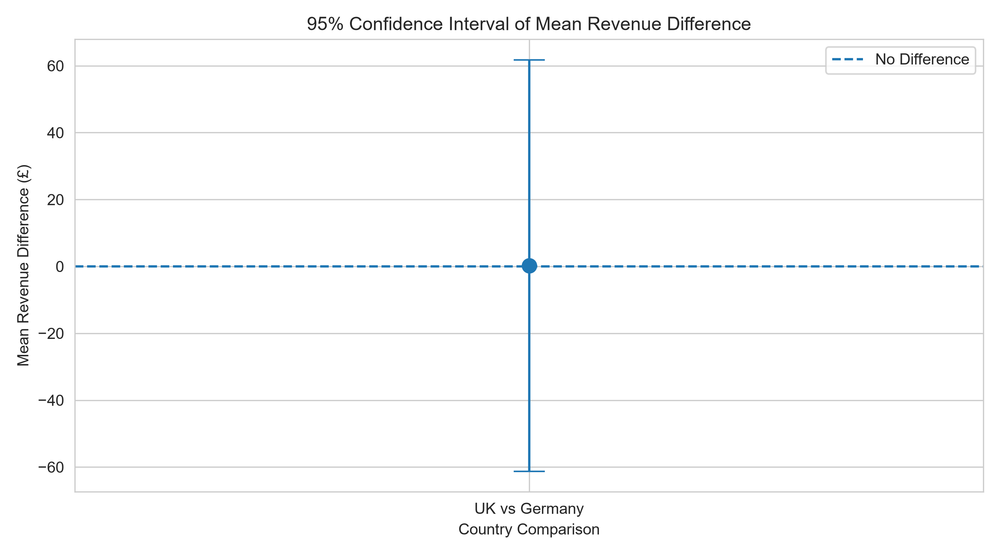 95% Confidence Interval of Mean Revenue Difference
No Difference
Mean Revenue Difference (£)
60
40
20
0
−20
−40
−60
UK vs Germany
Country Comparison